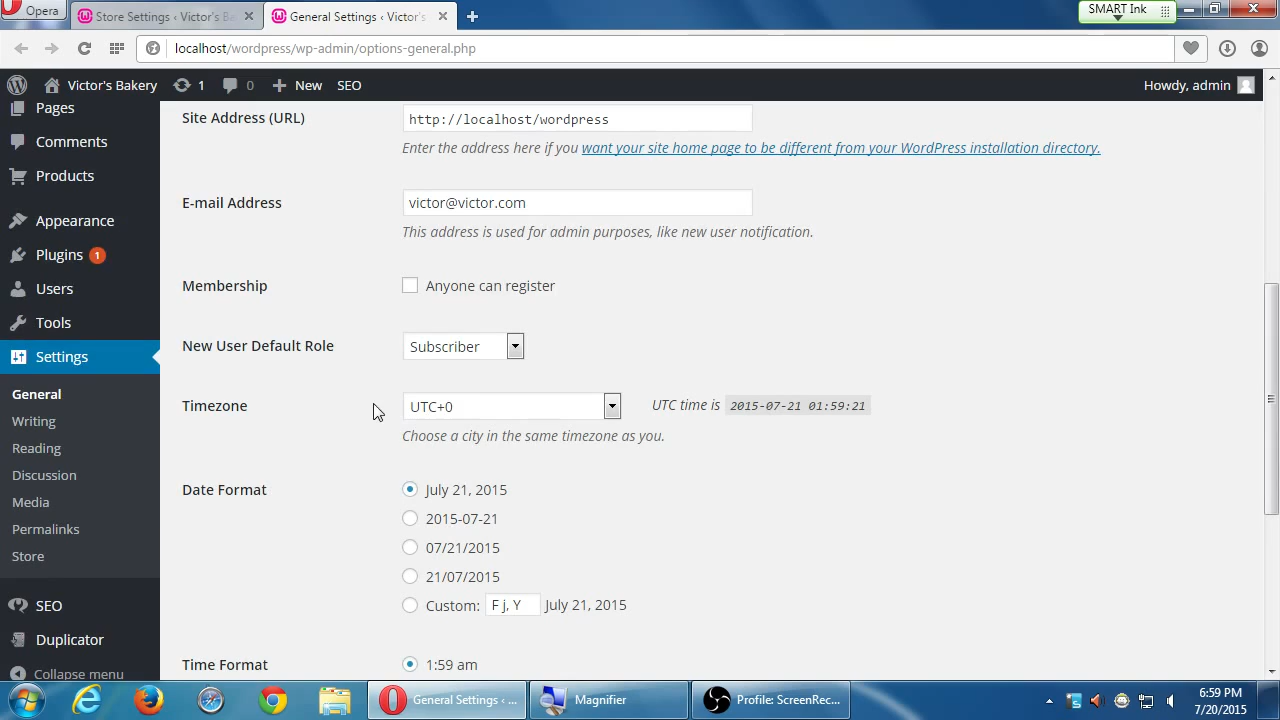 Opera
Store Settings ‹ Victor's B
General Settings ‹ Victor's
SMART Ink
localhost/wordpress/wp-admin/options-general.php
Victor's Bakery
1
0
New
SEO
Howdy, admin
Pages
Comments
Products
Appearance
Plugins 1
Users
Tools
Settings
General
Writing
Reading
Discussion
Media
Permalinks
Store
SEO
Duplicator
Collapse menu
Site Address (URL)
http://localhost/wordpress
Enter the address here if you want your site home page to be different from your WordPress installation directory.
E-mail Address
victor@victor.com
This address is used for admin purposes, like new user notification.
Membership
Anyone can register
New User Default Role
Subscriber
Timezone
UTC+0
UTC time is 2015-07-21 01:59:21
Choose a city in the same timezone as you.
Date Format
July 21, 2015
2015-07-21
07/21/2015
21/07/2015
Custom: F j, Y July 21, 2015
Time Format
1:59 am
General Settings ‹ ...
Magnifier
Profile: ScreenRec...
6:59 PM
7/20/2015